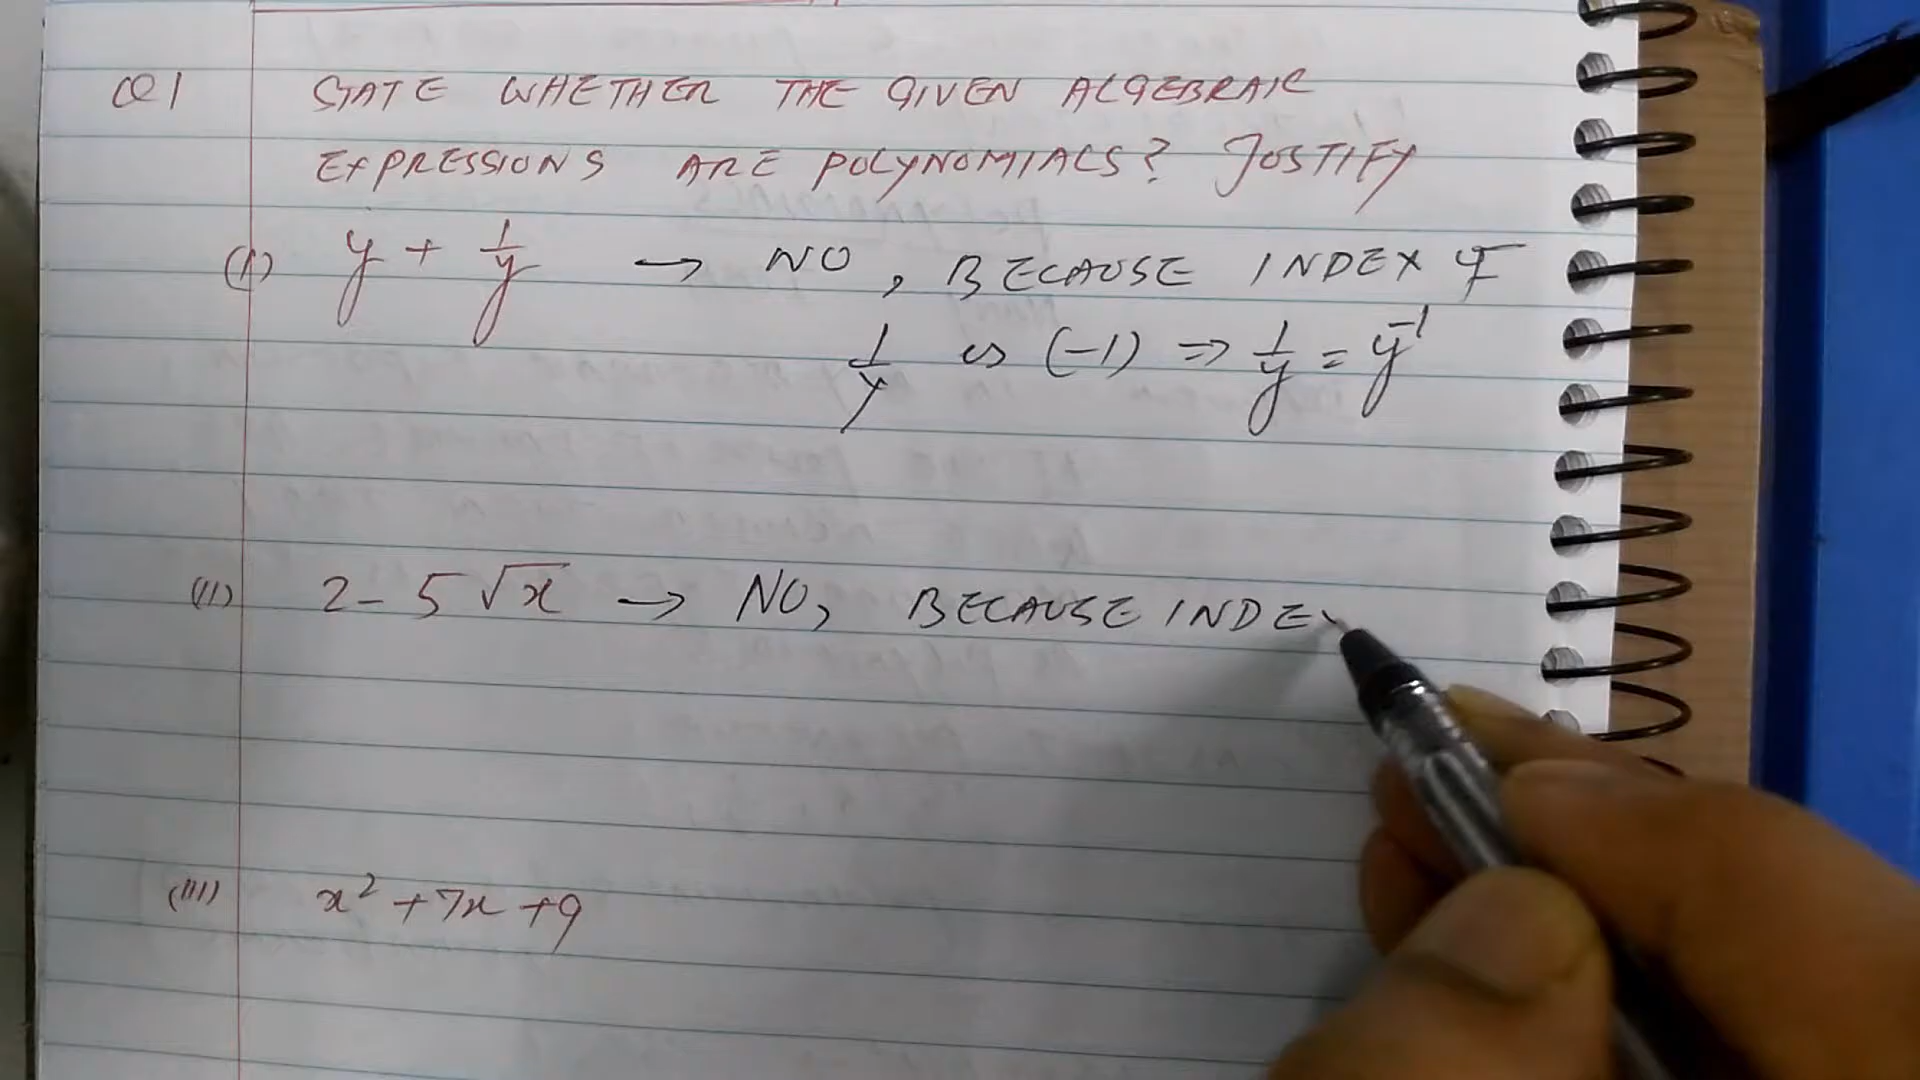 Q1 STATE WHETHER THE GIVEN ALGEBRAIC
EXPRESSIONS ARE POLYNOMIALS? JUSTIFY
(I) y + 1/y → NO, BECAUSE INDEX OF
1/y is (-1) ⇒ 1/y = y⁻¹
(II) 2 - 5√x → NO, BECAUSE INDEX
(III) x² + 7x + 9